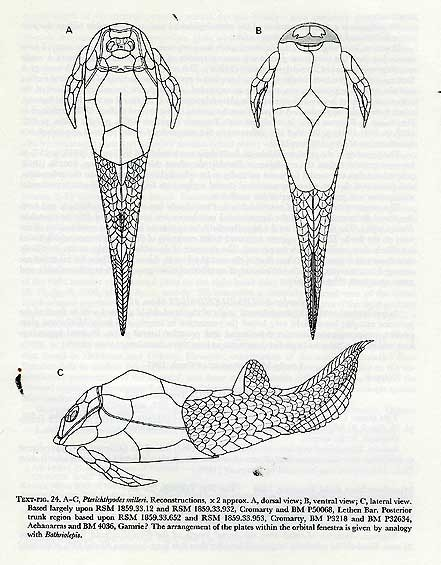 A
B
C
TEXT-FIG. 24. A–C, Pterichthyodes milleri. Reconstructions, x 2 approx. A, dorsal view; B, ventral view; C, lateral view.
Based largely upon RSM 1859.33.12 and RSM 1859.33.932, Cromarty and BM P50068, Lethen Bar. Posterior
trunk region based upon RSM 1859.33.652 and RSM 1859.33.953, Cromarty, BM P3218 and BM P32634,
Achanarras and BM 4036, Gamrie? The arrangement of the plates within the orbital fenestra is given by analogy
with Bothriolepis.